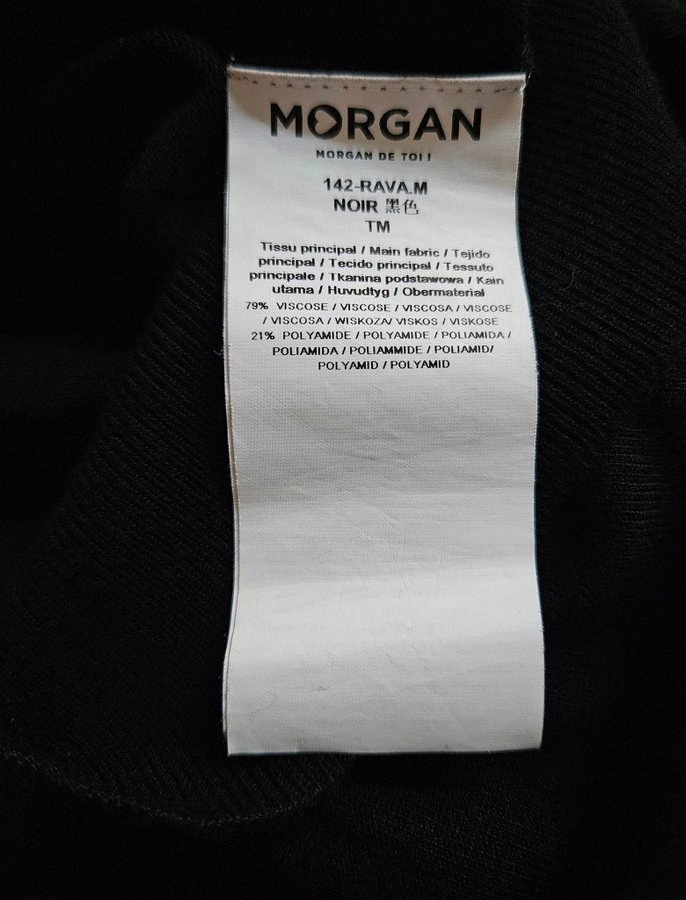 MORGAN
MORGAN DE TOI !
142-RAVA.M
NOIR 黑色
TM
Tissu principal / Main fabric / Tejido
principal / Tecido principal / Tessuto
principale / Tkanina podstawowa / Kain
utama / Huvudtyg / Obermaterial
79% VISCOSE / VISCOSE / VISCOSA / VISCOSE
/ VISCOSA / WISKOZA/ VISKOS / VISKOSE
21% POLYAMIDE / POLYAMIDE / POLIAMIDA /
POLIAMIDA / POLIAMMIDE / POLIAMID/
POLYAMID / POLYAMID